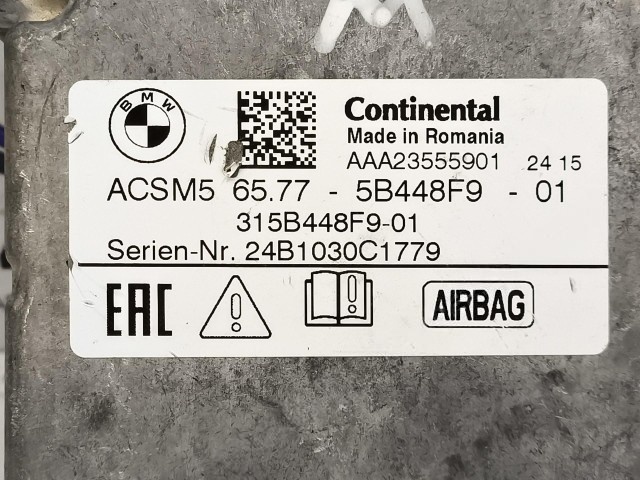 BMW
Continental
Made in Romania
AAA23555901 24 15
ACSM5 65.77 - 5B448F9 - 01
315B448F9-01
Serien-Nr. 24B1030C1779
EAC
AIRBAG